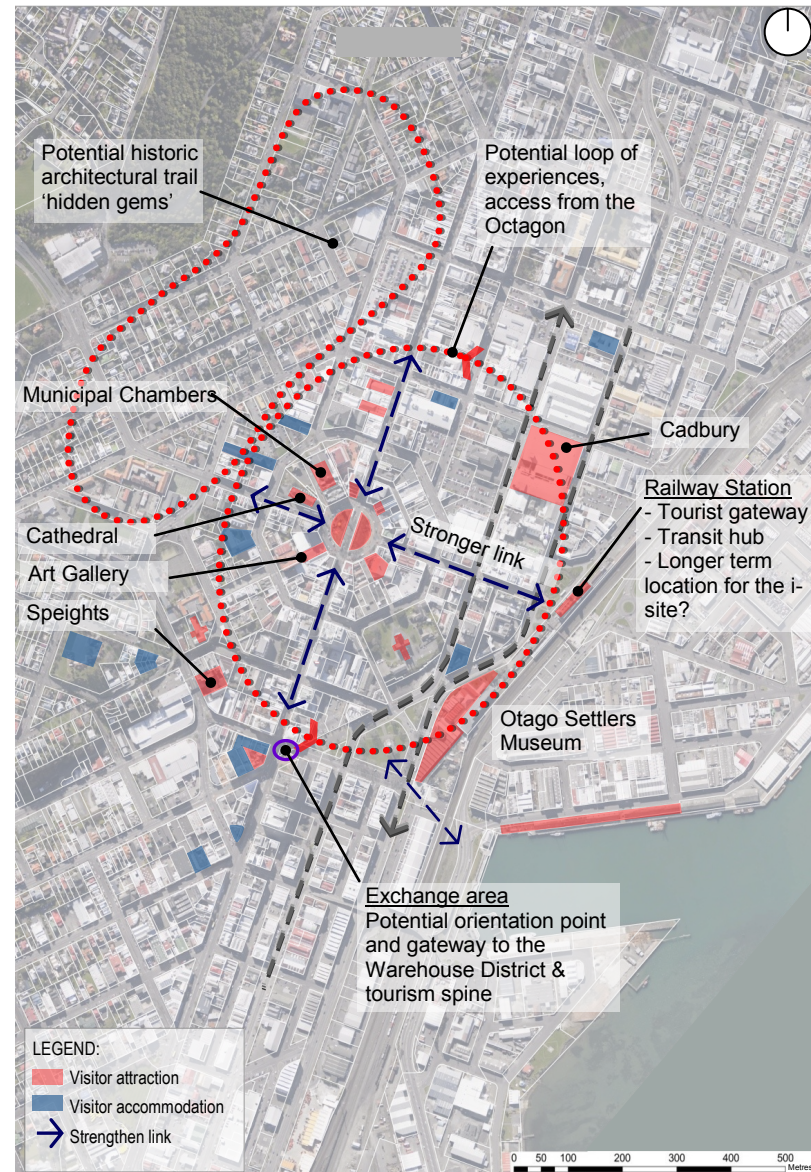 Potential historic
architectural trail
‘hidden gems’
Potential loop of
experiences,
access from the
Octagon
Municipal Chambers
Cadbury
Railway Station
- Tourist gateway
- Transit hub
- Longer term
location for the i-
site?
Cathedral
Art Gallery
Speights
Stronger link
Otago Settlers
Museum
Exchange area
Potential orientation point
and gateway to the
Warehouse District &
tourism spine
LEGEND:
Visitor attraction
Visitor accommodation
Strengthen link
0 50 100 200 300 400 500
Metres